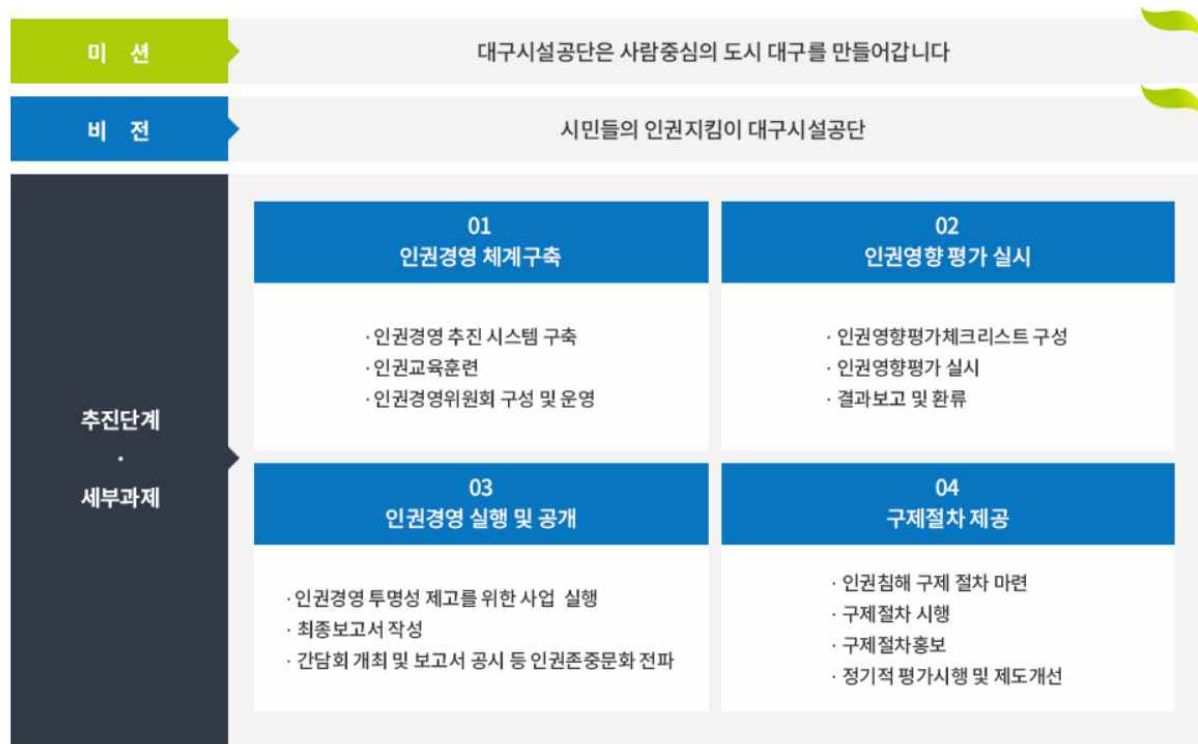 미 션
대구시설공단은 사람중심의 도시 대구를 만들어갑니다
비 전
시민들의 인권지킴이 대구시설공단
추진단계
·
세부과제
01
인권경영 체계구축
· 인권경영 추진 시스템 구축
· 인권교육훈련
· 인권경영위원회 구성 및 운영
02
인권영향 평가 실시
· 인권영향평가체크리스트 구성
· 인권영향평가 실시
· 결과보고 및 환류
03
인권경영 실행 및 공개
· 인권경영 투명성 제고를 위한 사업 실행
· 최종보고서 작성
· 간담회 개최 및 보고서 공시 등 인권존중문화 전파
04
구제절차 제공
· 인권침해 구제 절차 마련
· 구제절차 시행
· 구제절차홍보
· 정기적 평가시행 및 제도개선